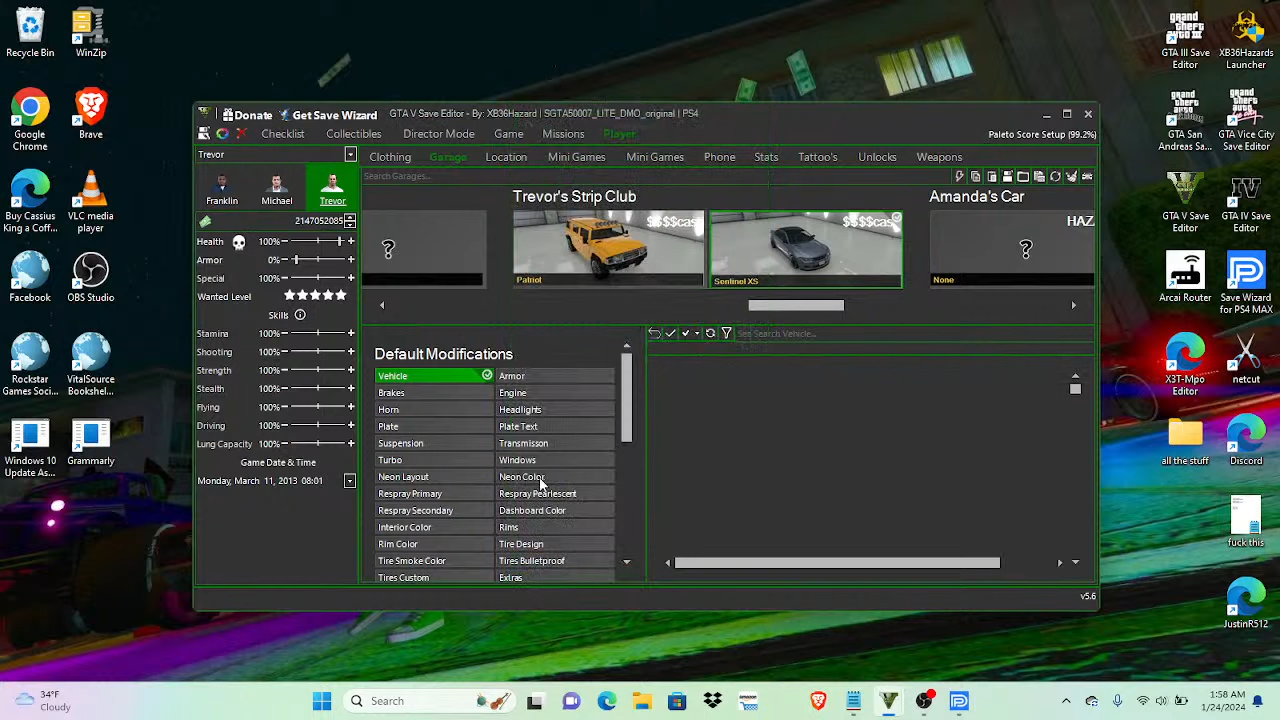 Recycle Bin
WinZip
Google Chrome
Brave
Buy Cassius
ing a Coff...
VLC media player
Facebook
OBS Studio
Rockstar Games Soci...
VitalSource Bookshel...
Windows 10 Update As...
Grammarly
Donate
Get Save Wizard
GTA V Save Editor - By XB36Hazard | SGTA50007_LITE_DMO_original | PS4
Checklist
Collectibles
Director Mode
Game
Missions
Player
Paleto Score Setup (99.2%)
Trevor
Clothing
Garage
Location
Mini Games
Mini Games
Phone
Stats
Tattoo's
Unlocks
Weapons
Franklin
Michael
Trevor
Search Garages...
2147052085
Health 100%
Armor 0%
Special 100%
Wanted Level
Skills
Stamina 100%
Shooting 100%
Strength 100%
Stealth 100%
Flying 100%
Driving 100%
Lung Capacity 100%
Game Date & Time
Monday, March 11, 2013 08:01
Trevor's Strip Club
Amanda's Car
$$$$cas
$$$$cas
HAZ
Patriot
Sentinel XS
None
Search Vehicle...
Default Modifications
Vehicle
Armor
Brakes
Engine
Horn
Headlights
Plate
Plate Text
Suspension
Transmisson
Turbo
Windows
Neon Layout
Neon Color
Respray Primary
Respray Pearlescent
Respray Secondary
Dashboard Color
Interior Color
Rims
Rim Color
Tire Design
Tire Smoke Color
Tires Bulletproof
Tires Custom
Extras
v5.6
GTA III Save Editor
XB36Hazards Launcher
GTA San Andreas Sa...
GTA Vice City Save Editor
GTA V Save Editor
GTA IV Save Editor
Arcai Router
Save Wizard for PS4 MAX
X3T-Mpo Editor
netcut
all the stuff
Discord
fuck this
JustinR512
34°F
Cloudy
Search
1:58 AM
1/24/2024